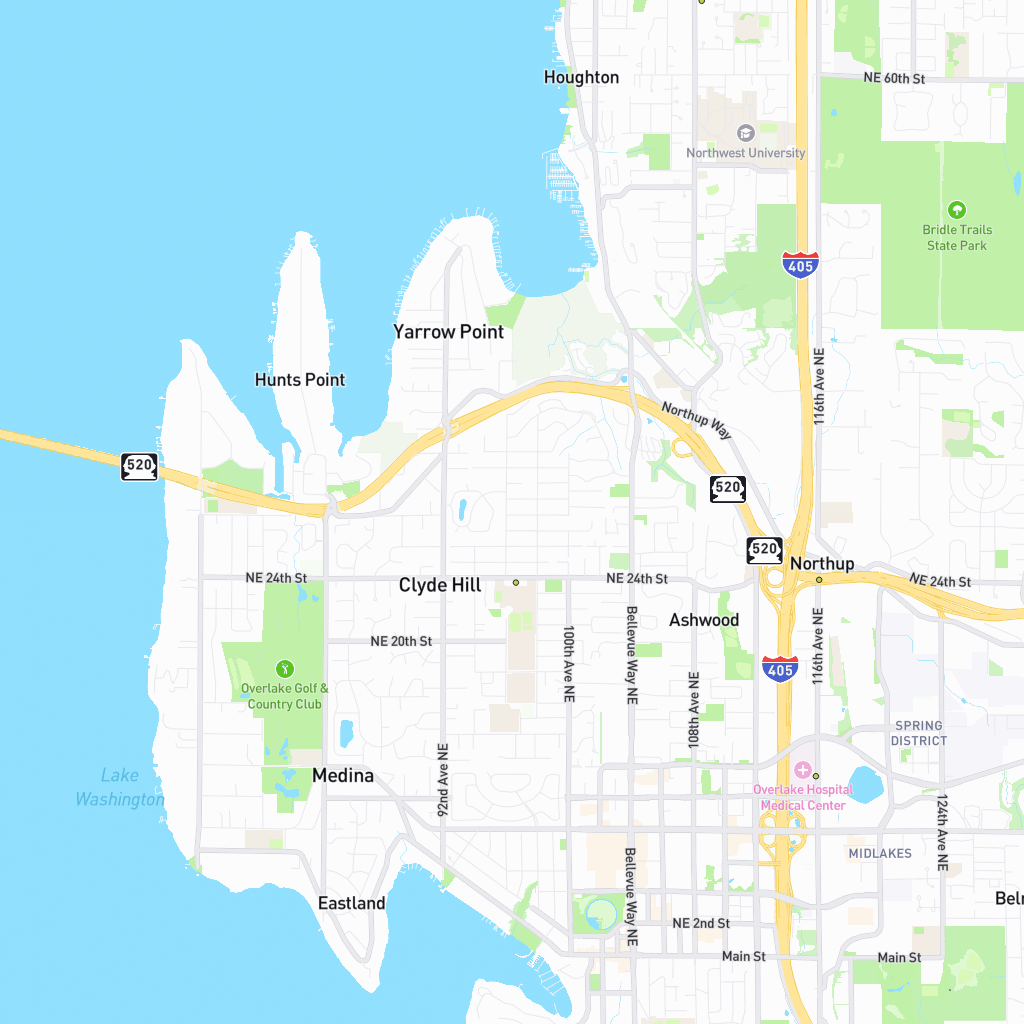 Houghton
NE 60th St
Northwest University
Bridle Trails
State Park
405
Yarrow Point
Hunts Point
116th Ave NE
Northup Way
520
520
520
Northup
NE 24th St
Clyde Hill
NE 24th St
NE 24th St
Ashwood
NE 20th St
100th Ave NE
Bellevue Way NE
116th Ave NE
405
Overlake Golf &
Country Club
108th Ave NE
SPRING
DISTRICT
Lake
Washington
Medina
92nd Ave NE
Overlake Hospital
Medical Center
124th Ave NE
MIDLAKES
Bellevue Way NE
Eastland
NE 2nd St
Main St
Main St